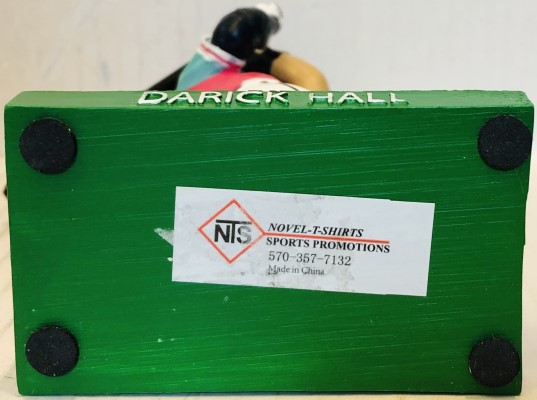 DARICK HALL
NTS
NOVEL-T-SHIRTS
SPORTS PROMOTIONS
570-357-7132
Made in China